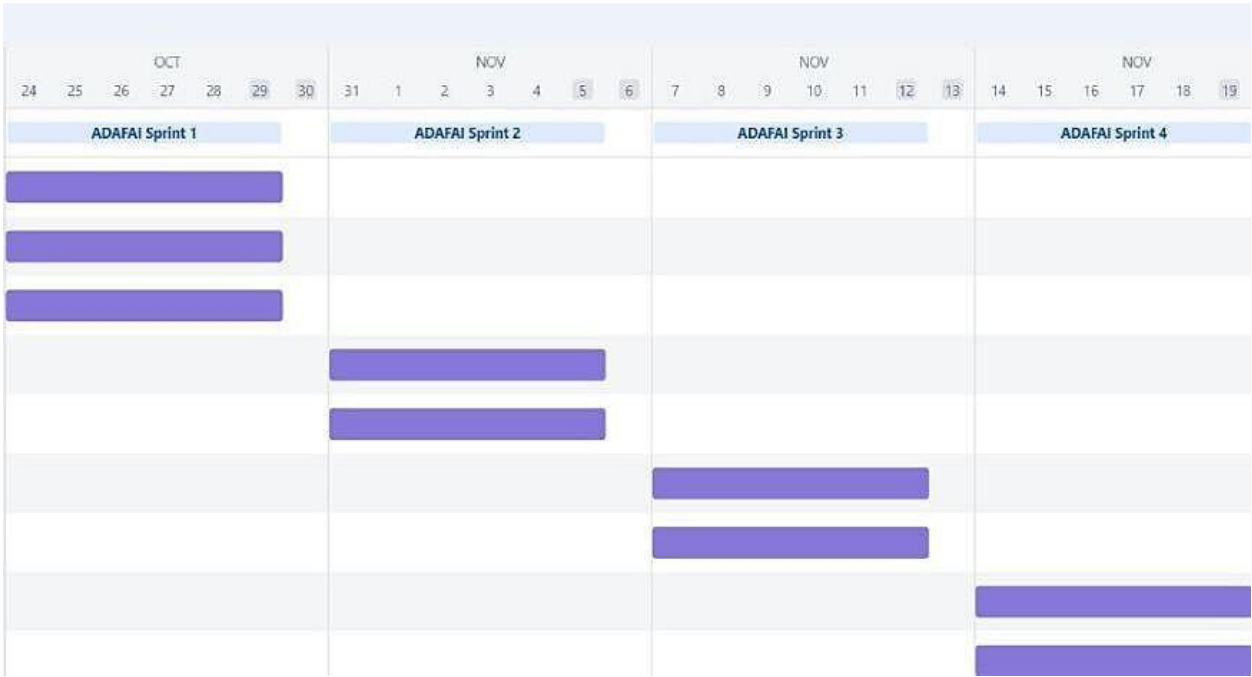 OCT NOV NOV NOV
24 25 26 27 28 29 30 31 1 2 3 4 5 6 7 8 9 10 11 12 13 14 15 16 17 18 19
ADAFAI Sprint 1 ADAFAI Sprint 2 ADAFAI Sprint 3 ADAFAI Sprint 4